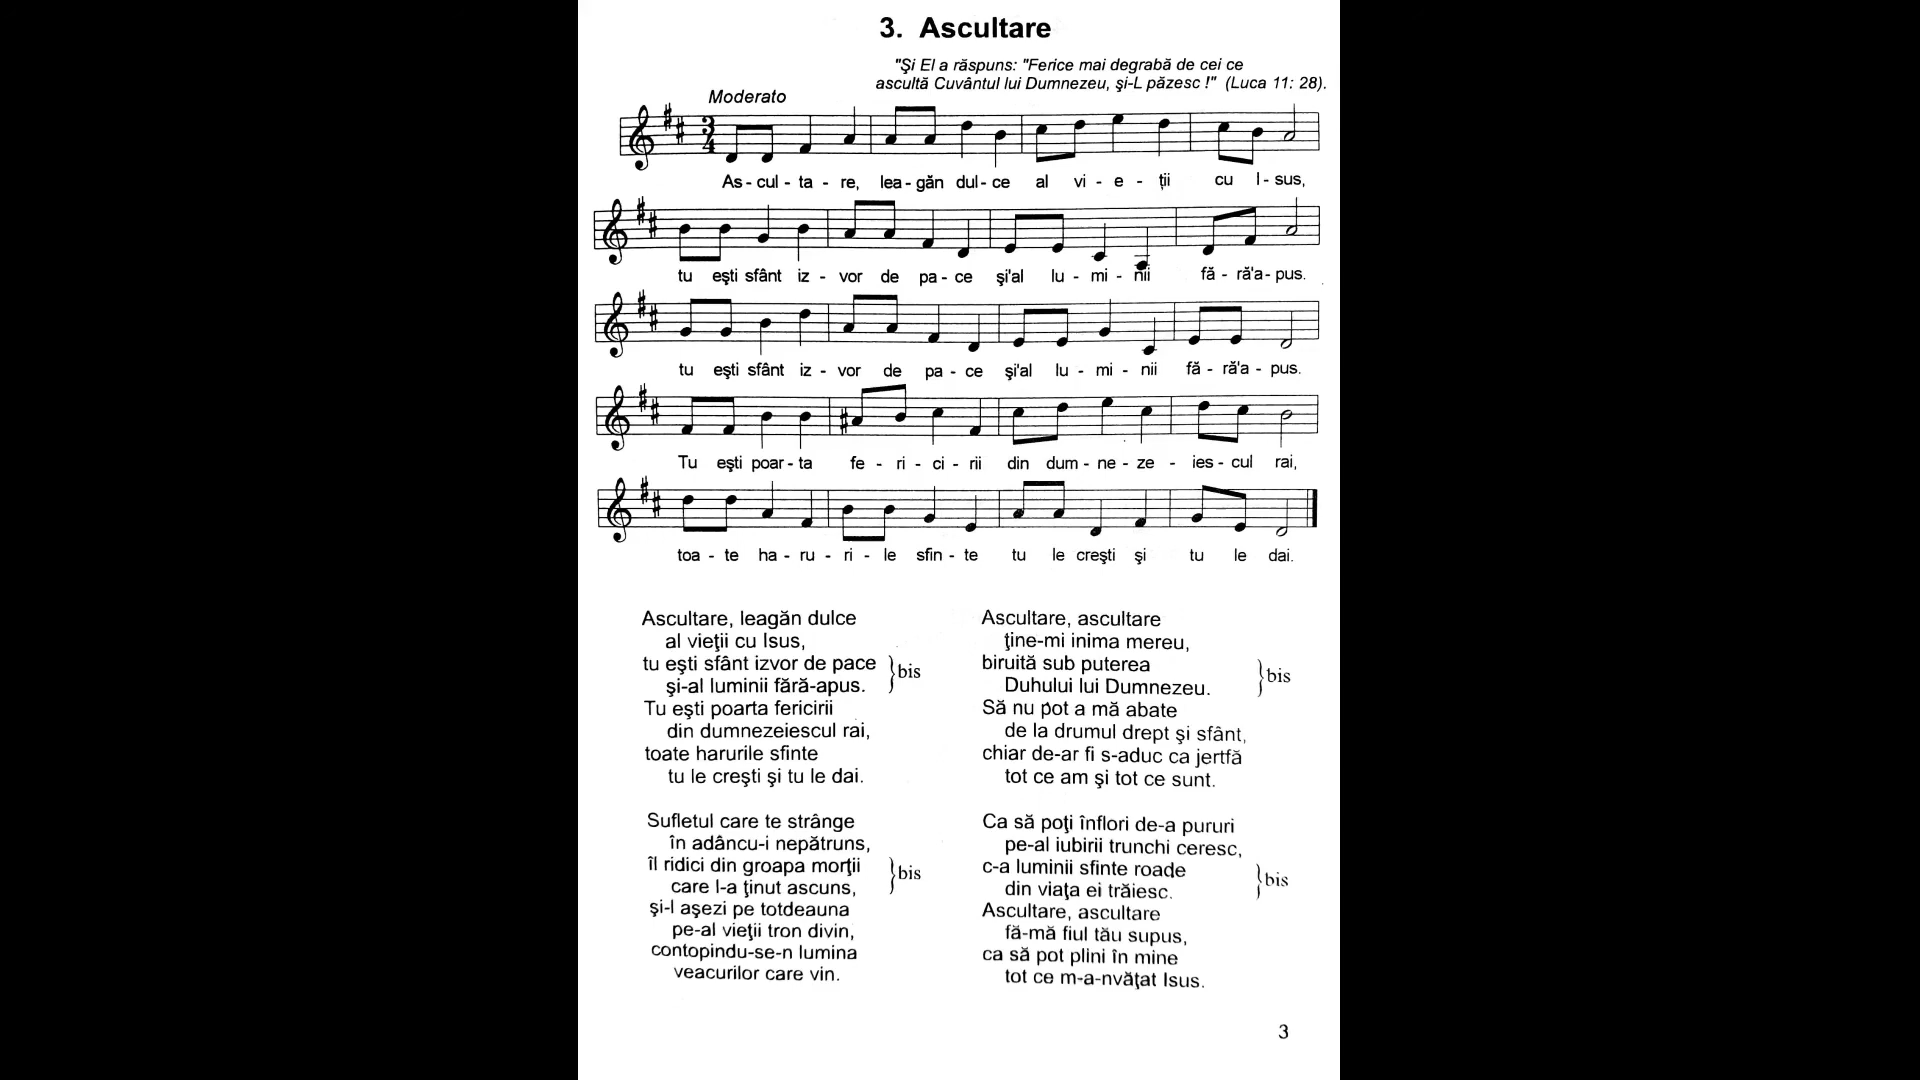 3. Ascultare
"Şi El a răspuns: "Ferice mai degrabă de cei ce
ascultă Cuvântul lui Dumnezeu, şi-L păzesc !" (Luca 11: 28).
Moderato
3
4
As - cul - ta - re, lea - găn dul - ce al vi - e - ții cu I - sus,
tu eşti sfânt iz - vor de pa - ce şi'al lu - mi - nii fă - ră'a - pus.
tu eşti sfânt iz - vor de pa - ce şi'al lu - mi - nii fă - ră'a - pus.
Tu eşti poar - ta fe - ri - ci - rii din dum - ne - ze - ies - cul rai,
toa - te ha - ru - ri - le sfin - te tu le creşti şi tu le dai.
Ascultare, leagăn dulce
al vieţii cu Isus,
tu eşti sfânt izvor de pace
şi-al luminii fără-apus.
bis
Tu eşti poarta fericirii
din dumnezeiescul rai,
toate harurile sfinte
tu le creşti şi tu le dai.
Sufletul care te strânge
în adâncu-i nepătruns,
îl ridici din groapa morţii
care l-a ţinut ascuns,
bis
şi-l aşezi pe totdeauna
pe-al vieţii tron divin,
contopindu-se-n lumina
veacurilor care vin.
Ascultare, ascultare
ţine-mi inima mereu,
biruită sub puterea
Duhului lui Dumnezeu.
bis
Să nu pot a mă abate
de la drumul drept şi sfânt,
chiar de-ar fi s-aduc ca jertfă
tot ce am şi tot ce sunt.
Ca să poţi înflori de-a pururi
pe-al iubirii trunchi ceresc,
c-a luminii sfinte roade
din viaţa ei trăiesc.
bis
Ascultare, ascultare
fă-mă fiul tău supus,
ca să pot plini în mine
tot ce m-a-nvăţat Isus.
3